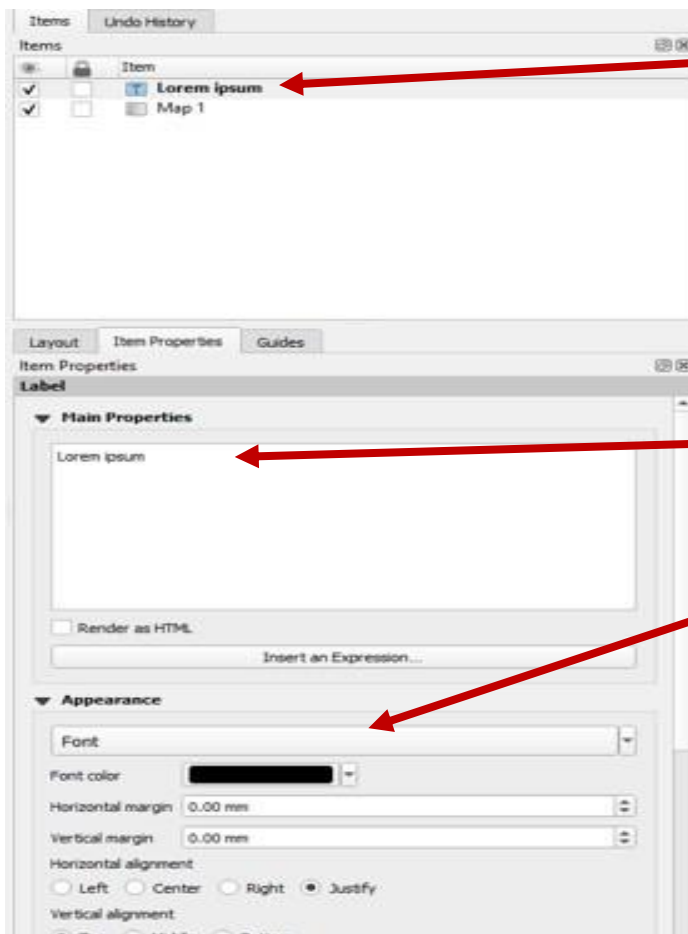 Items Undo History
Items
Item
Lorem ipsum
Map 1
Layout Item Properties Guides
Item Properties
Label
Main Properties
Lorem ipsum
Render as HTML
Insert an Expression...
Appearance
Font
Font color
Horizontal margin 0.00 mm
Vertical margin 0.00 mm
Horizontal alignment
Left Center Right Justify
Vertical alignment